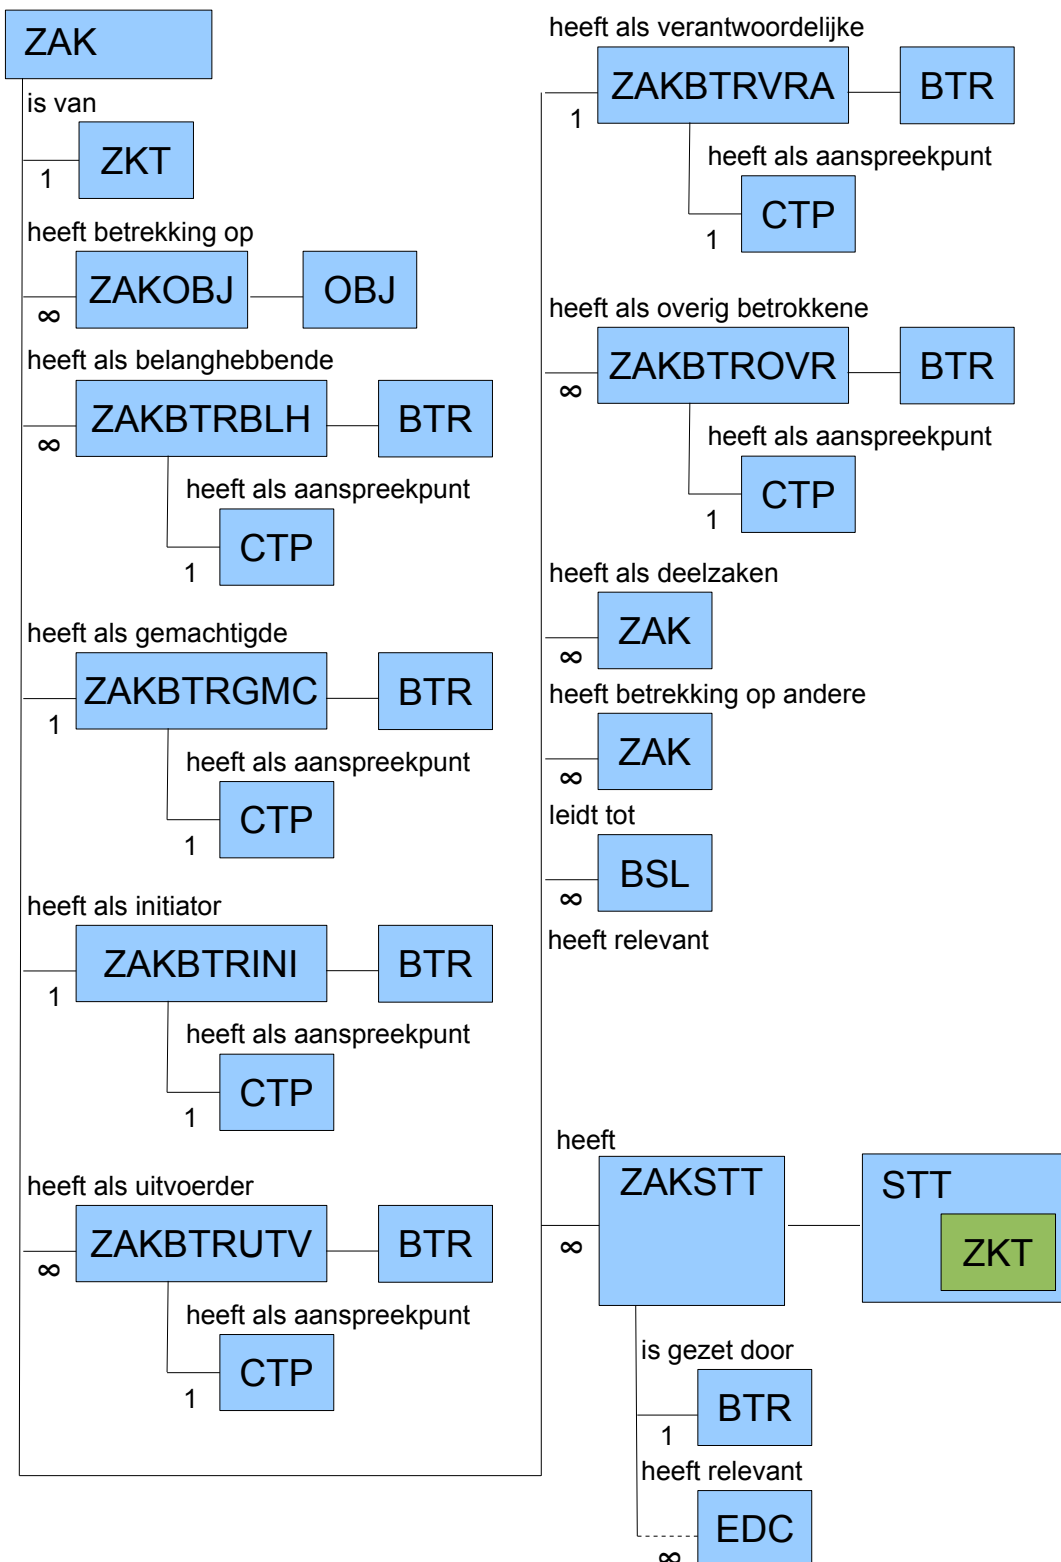 ZAK
is van
1
ZKT
heeft betrekking op
∞
ZAKOBJ
OBJ
heeft als belanghebbende
∞
ZAKBTRBLH
BTR
heeft als aanspreekpunt
1
CTP
heeft als gemachtigde
1
ZAKBTRGMC
BTR
heeft als aanspreekpunt
1
CTP
heeft als initiator
1
ZAKBTRINI
BTR
heeft als aanspreekpunt
1
CTP
heeft als uitvoerder
∞
ZAKBTRUTV
BTR
heeft als aanspreekpunt
1
CTP
heeft als verantwoordelijke
1
ZAKBTRVRA
BTR
heeft als aanspreekpunt
1
CTP
heeft als overig betrokkene
∞
ZAKBTROVR
BTR
heeft als aanspreekpunt
1
CTP
heeft als deelzaken
∞
ZAK
heeft betrekking op andere
∞
ZAK
leidt tot
∞
BSL
heeft relevant
heeft
∞
ZAKSTT
STT
ZKT
is gezet door
1
BTR
heeft relevant
∞
EDC